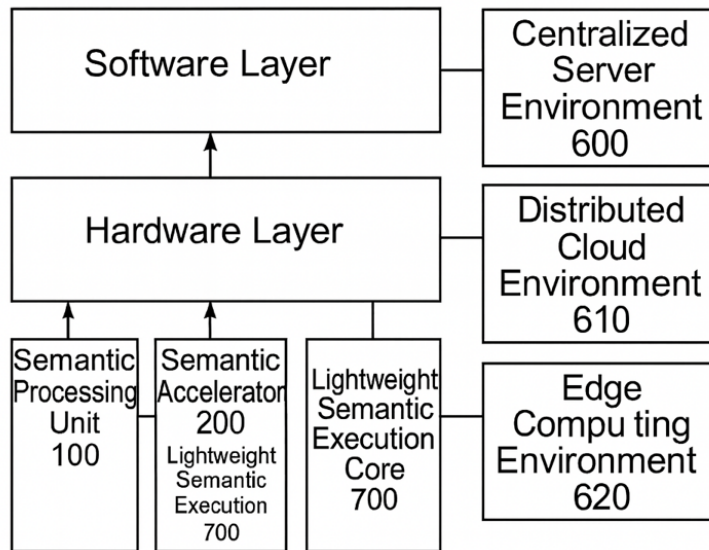 Software Layer
Centralized
Server
Environment
600
Hardware Layer
Distributed
Cloud
Environment
610
Semantic
Processing
Unit
100
Semantic
Accelerator
200
Lightweight
Semantic
Execution
700
Lightweight
Semantic
Execution
Core
700
Edge
Compu ting
Environment
620